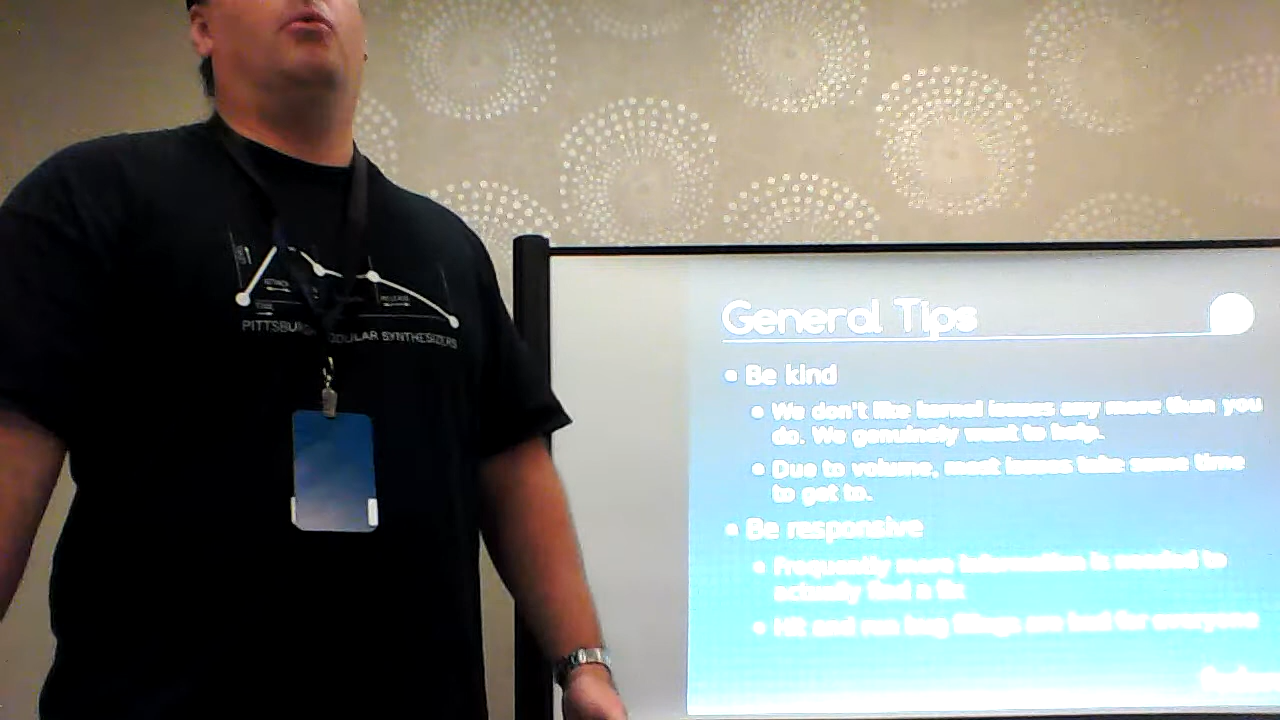 ATTACK
RELEASE
PITTSBURGH MODULAR SYNTHESIZERS
General Tips
Be kind
We don't like kernel issues any more than you
do. We genuinely want to help.
Due to volume, most issues take some time
to get to.
Be responsive
Frequently more information is needed to
actually find a fix
Hit and run bug filings are bad for everyone